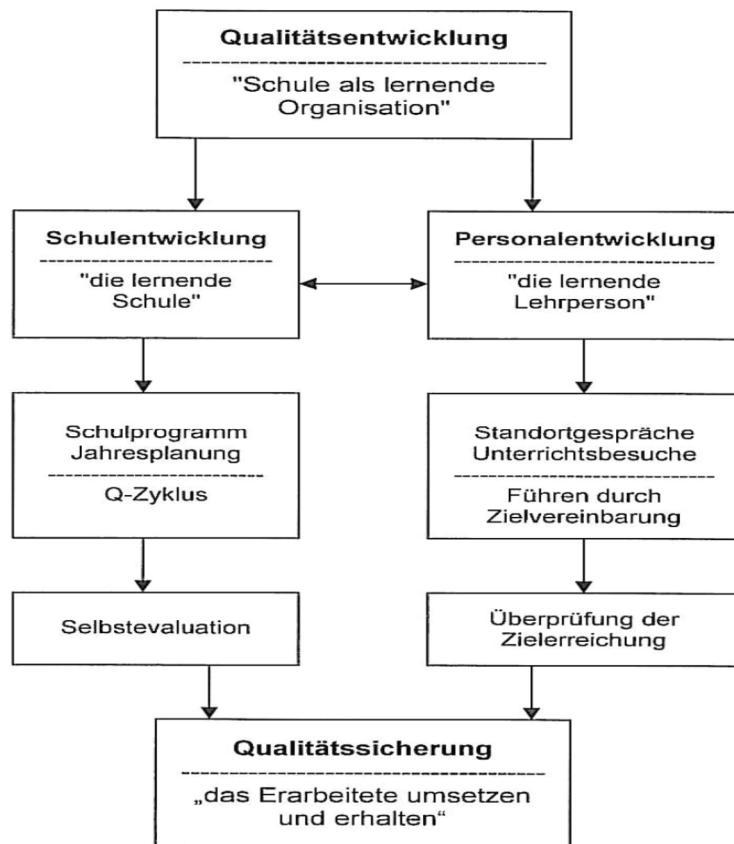 Qualitätsentwicklung
"Schule als lernende
Organisation"
Schulentwicklung
"die lernende
Schule"
Personalentwicklung
"die lernende
Lehrperson"
Schulprogramm
Jahresplanung
Q-Zyklus
Standortgespräche
Unterrichtsbesuche
Führen durch
Zielvereinbarung
Selbstevaluation
Überprüfung der
Zielerreichung
Qualitätssicherung
„das Erarbeitete umsetzen
und erhalten“